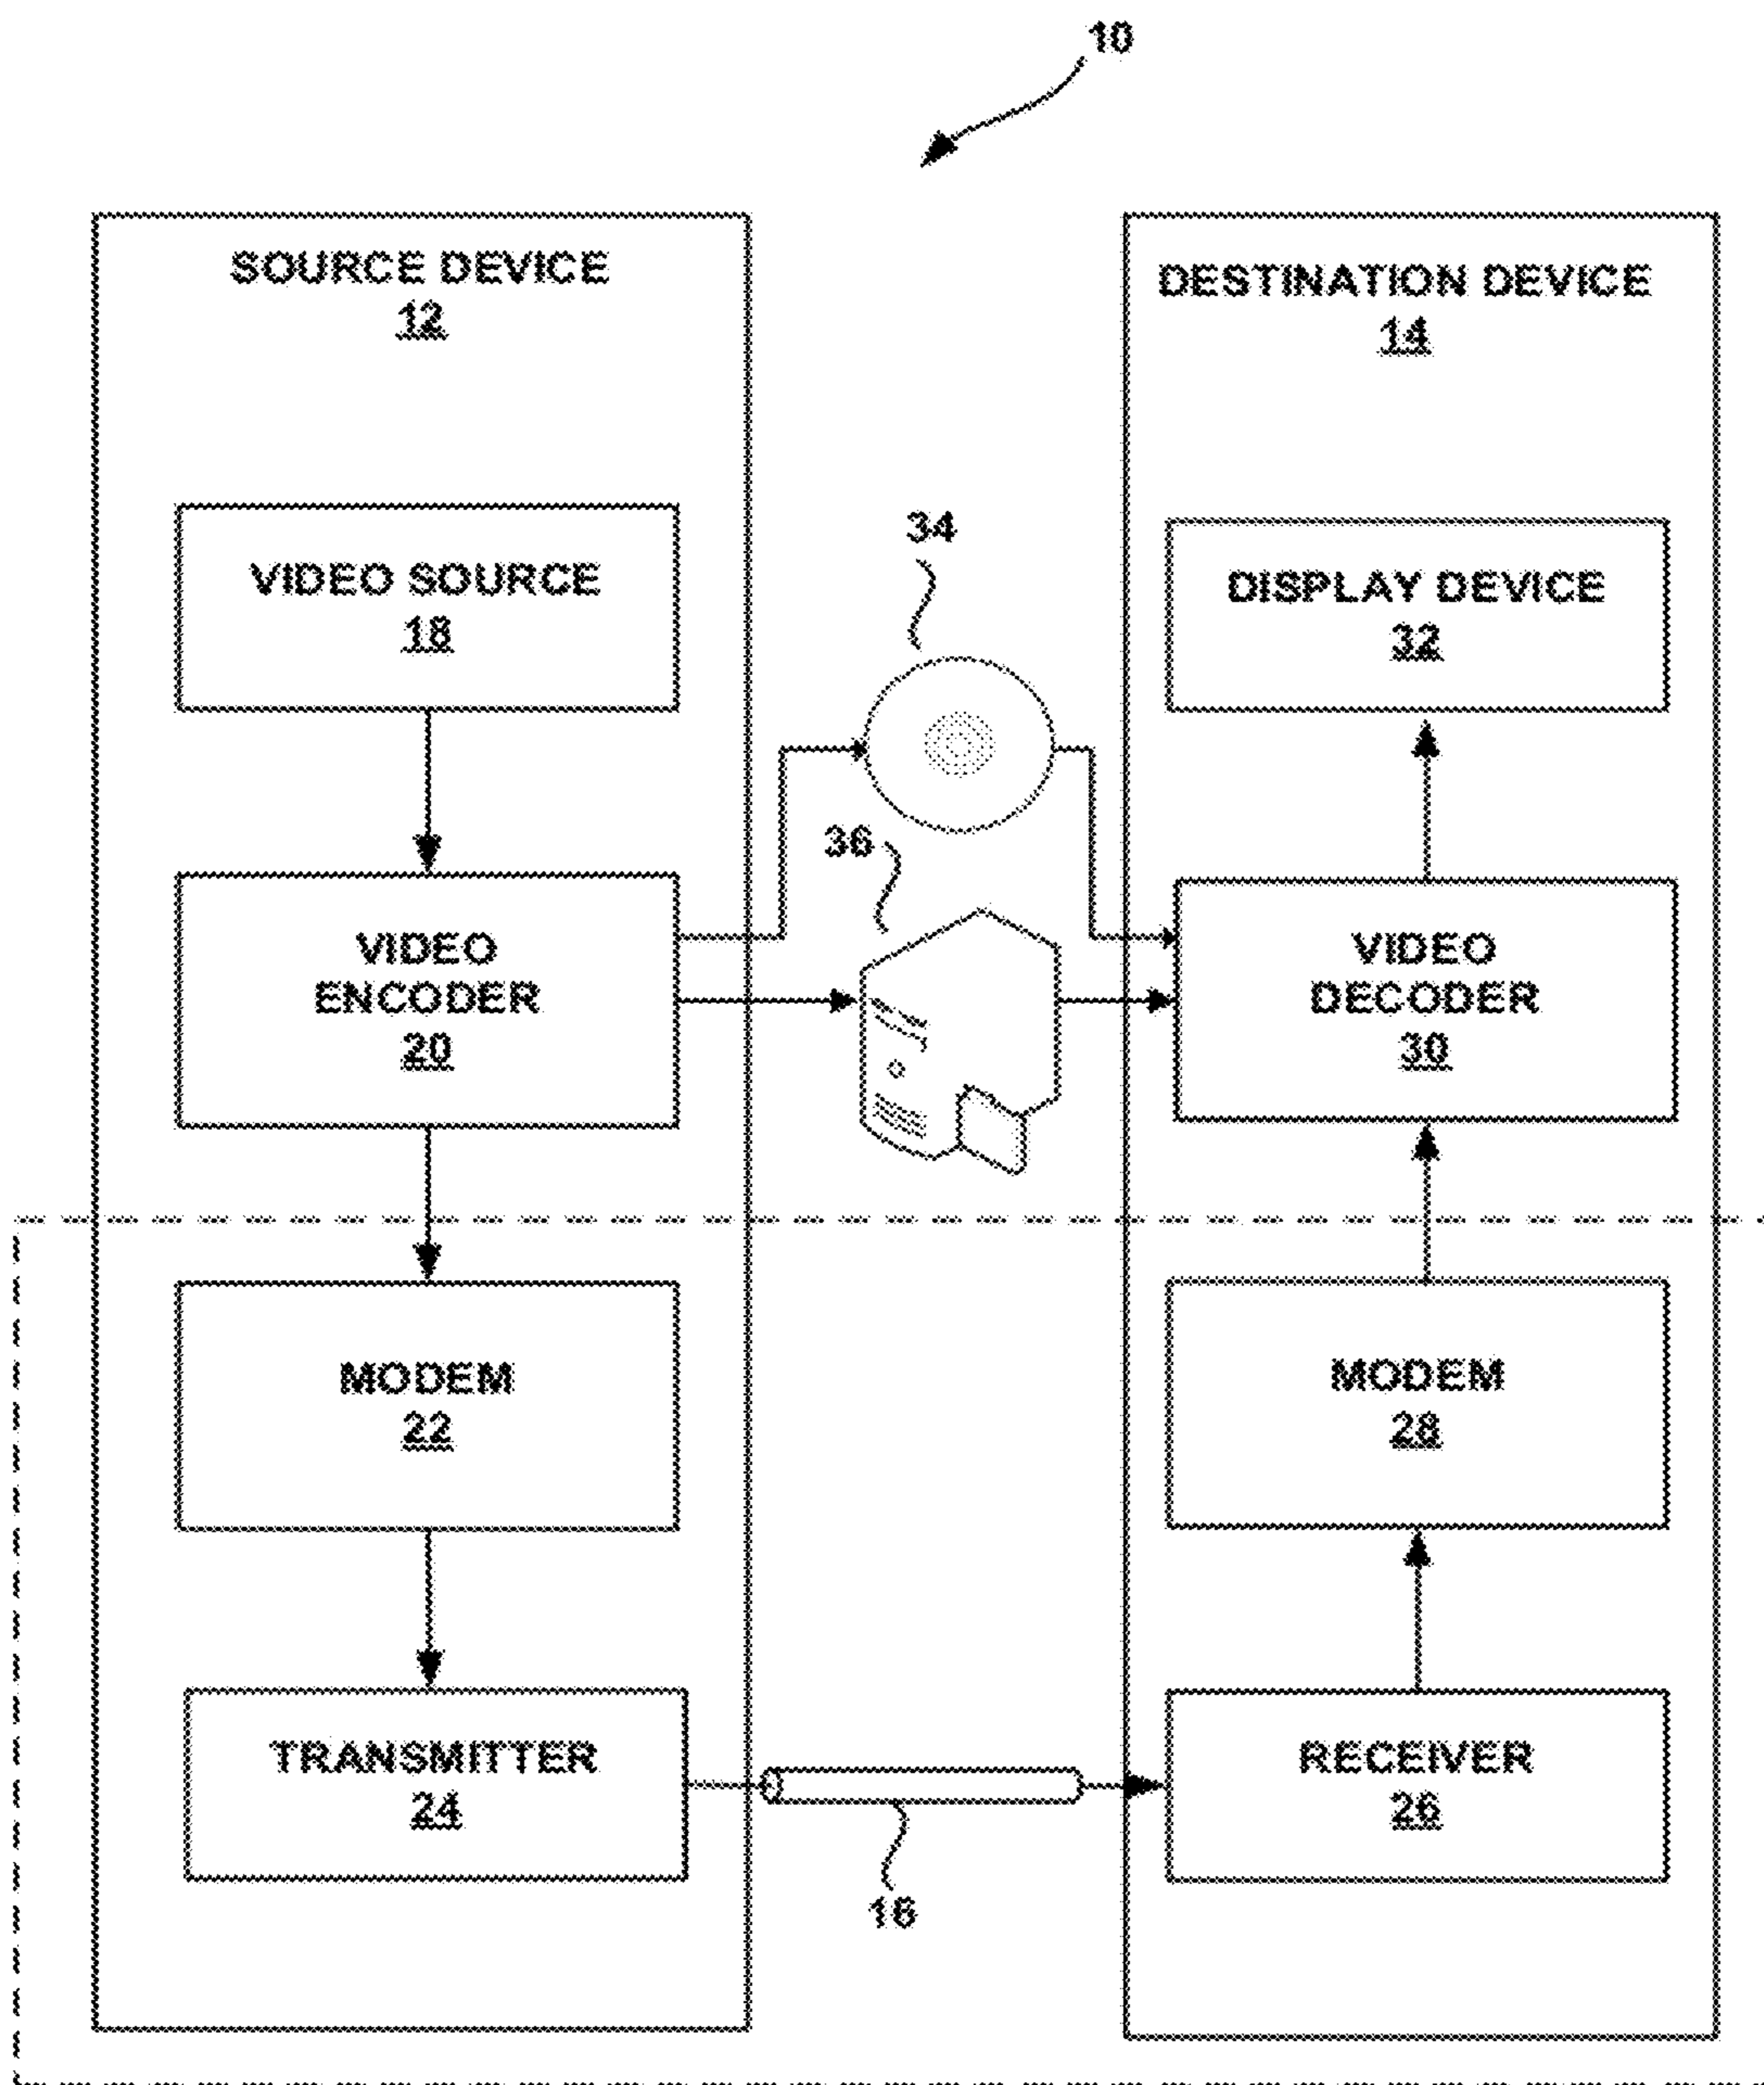 10
SOURCE DEVICE
12
DESTINATION DEVICE
14
VIDEO SOURCE
18
34
DISPLAY DEVICE
32
36
VIDEO
ENCODER
20
VIDEO
DECODER
30
MODEM
22
MODEM
28
TRANSMITTER
24
RECEIVER
26
16